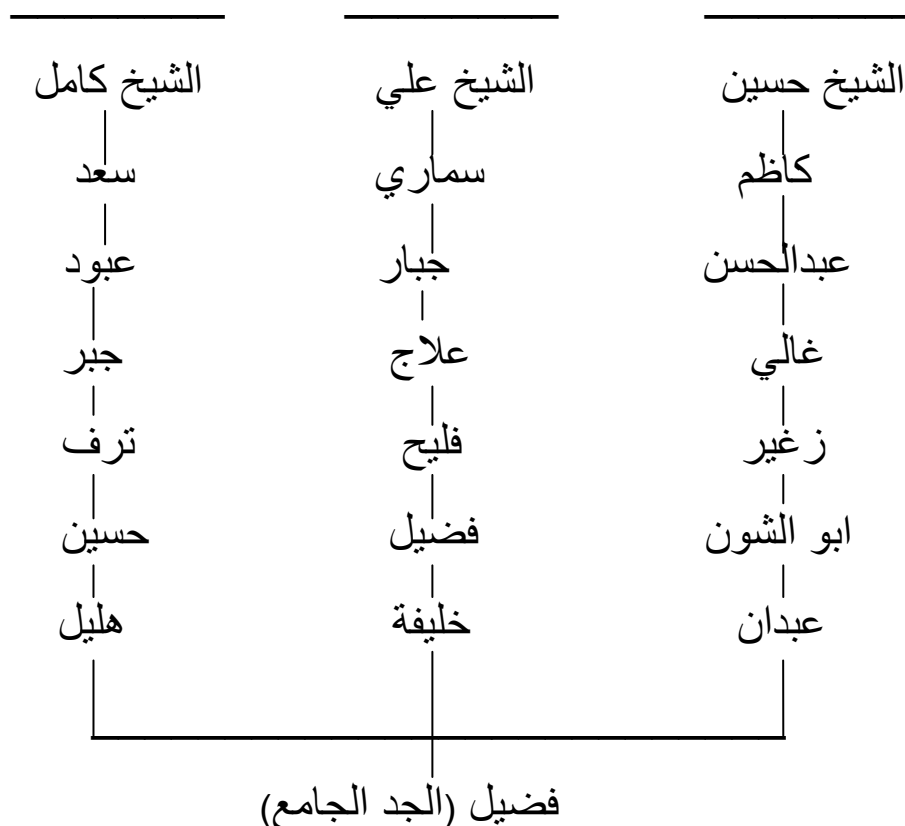 الشيخ حسين الشيخ علي الشيخ كامل
كاظم سماري سعد
عبدالحسن جبار عبود
غالي علاج جبر
زغير فليح ترف
ابو الشون فضيل حسين
عبدان خليفة هليل
فضيل (الجد الجامع)